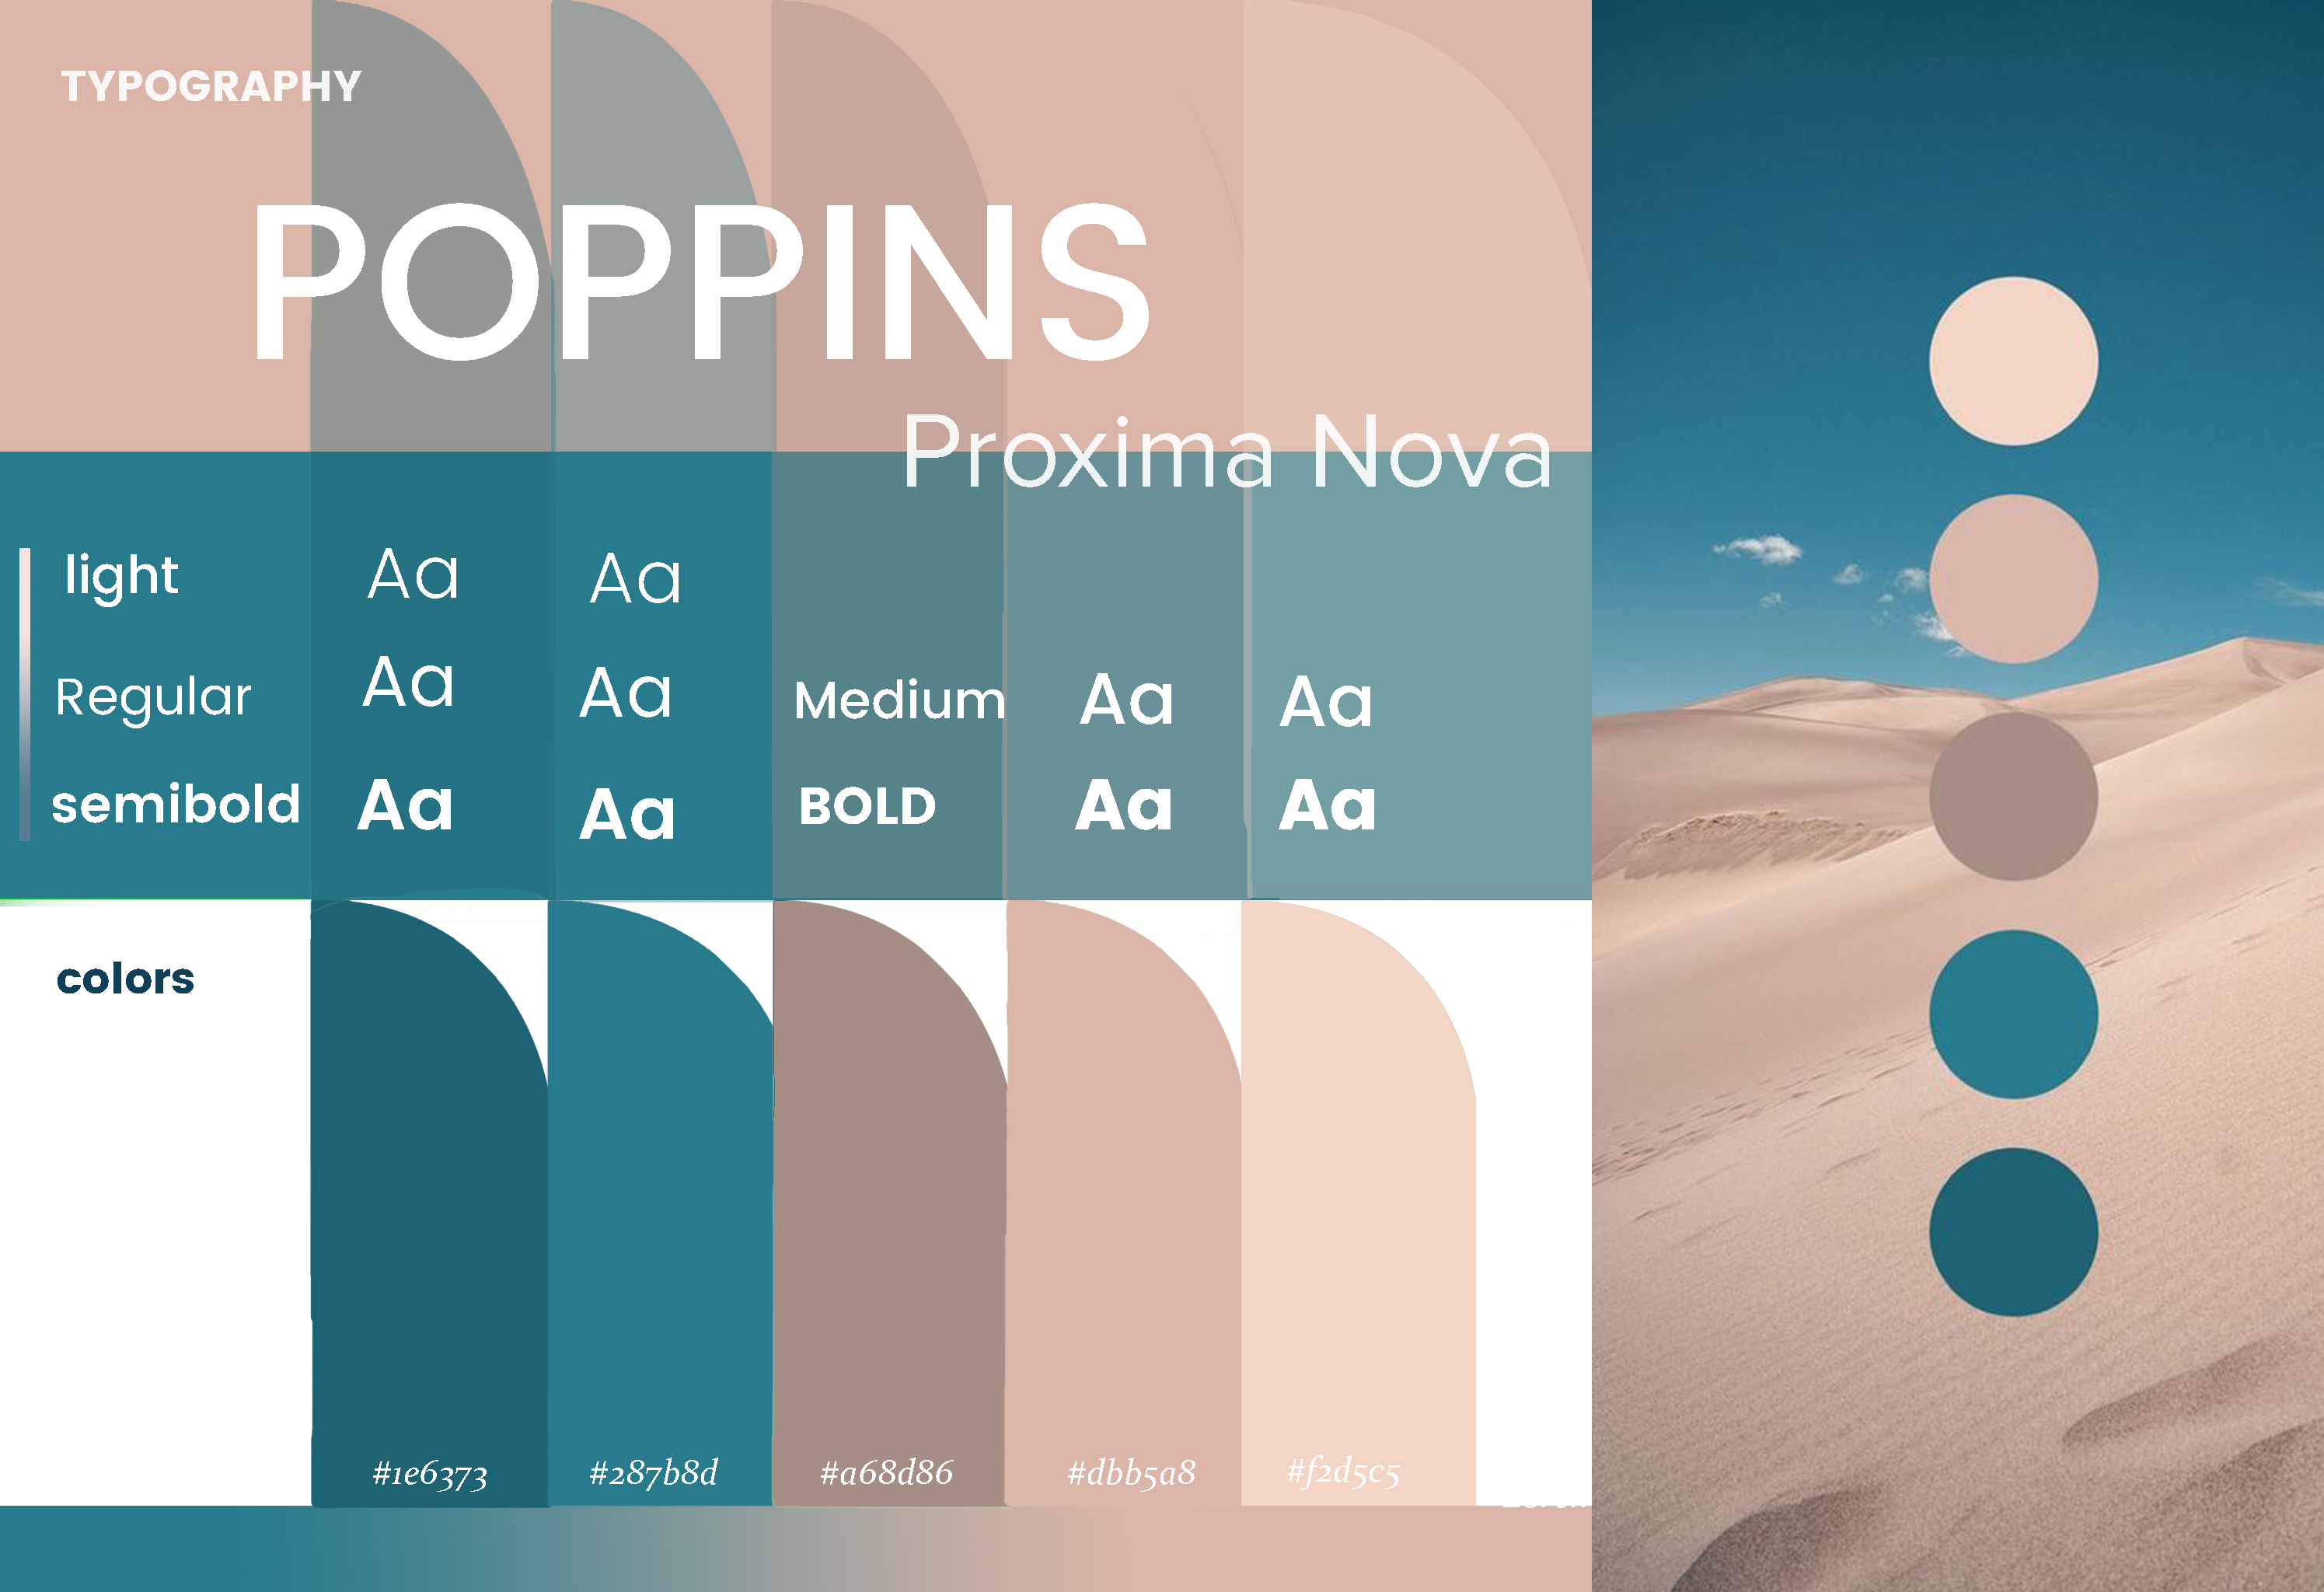 TYPOGRAPHY
POPPINS
Proxima Nova
light Aa Aa
Regular Aa Aa Medium Aa Aa
semibold Aa Aa BOLD Aa Aa
colors
#1e6373 #287b8d #a68d86 #dbb5a8 #f2d5c5